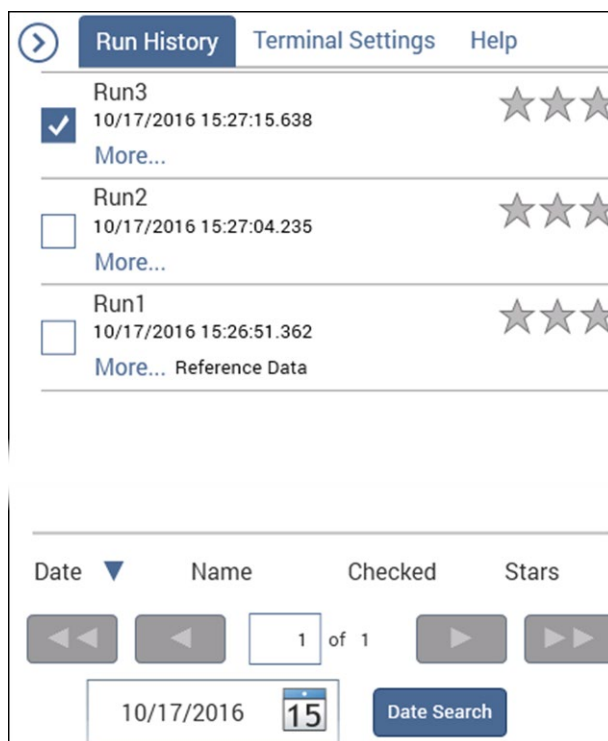 Run History Terminal Settings Help
Run3
10/17/2016 15:27:15.638
More...
Run2
10/17/2016 15:27:04.235
More...
Run1
10/17/2016 15:26:51.362
More... Reference Data
Date Name Checked Stars
1 of 1
10/17/2016 15 Date Search